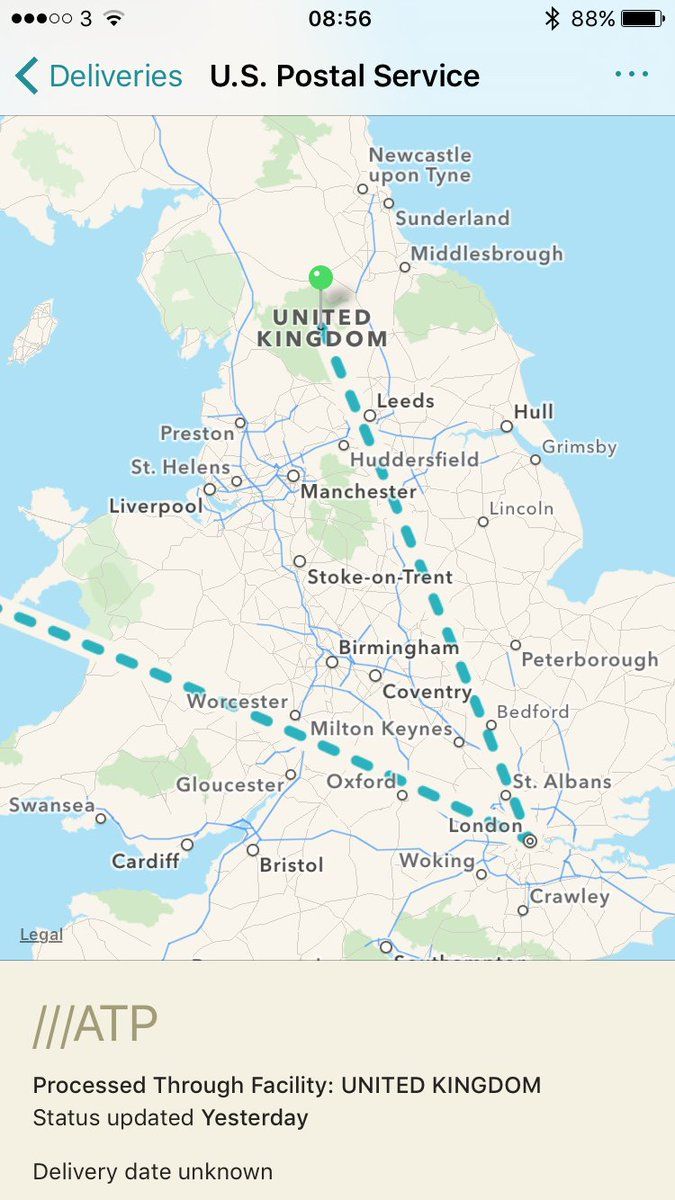 3 08:56 88%
Deliveries U.S. Postal Service ...
Newcastle
upon Tyne
Sunderland
Middlesbrough
UNITED
KINGDOM
Leeds
Hull
Preston
Grimsby
Huddersfield
St. Helens
Manchester
Liverpool
Lincoln
Stoke-on-Trent
Birmingham
Peterborough
Coventry
Worcester
Bedford
Milton Keynes
Gloucester
Oxford
St. Albans
Swansea
London
Cardiff
Bristol
Woking
Crawley
Legal
Southampton
///ATP
Processed Through Facility: UNITED KINGDOM
Status updated Yesterday
Delivery date unknown